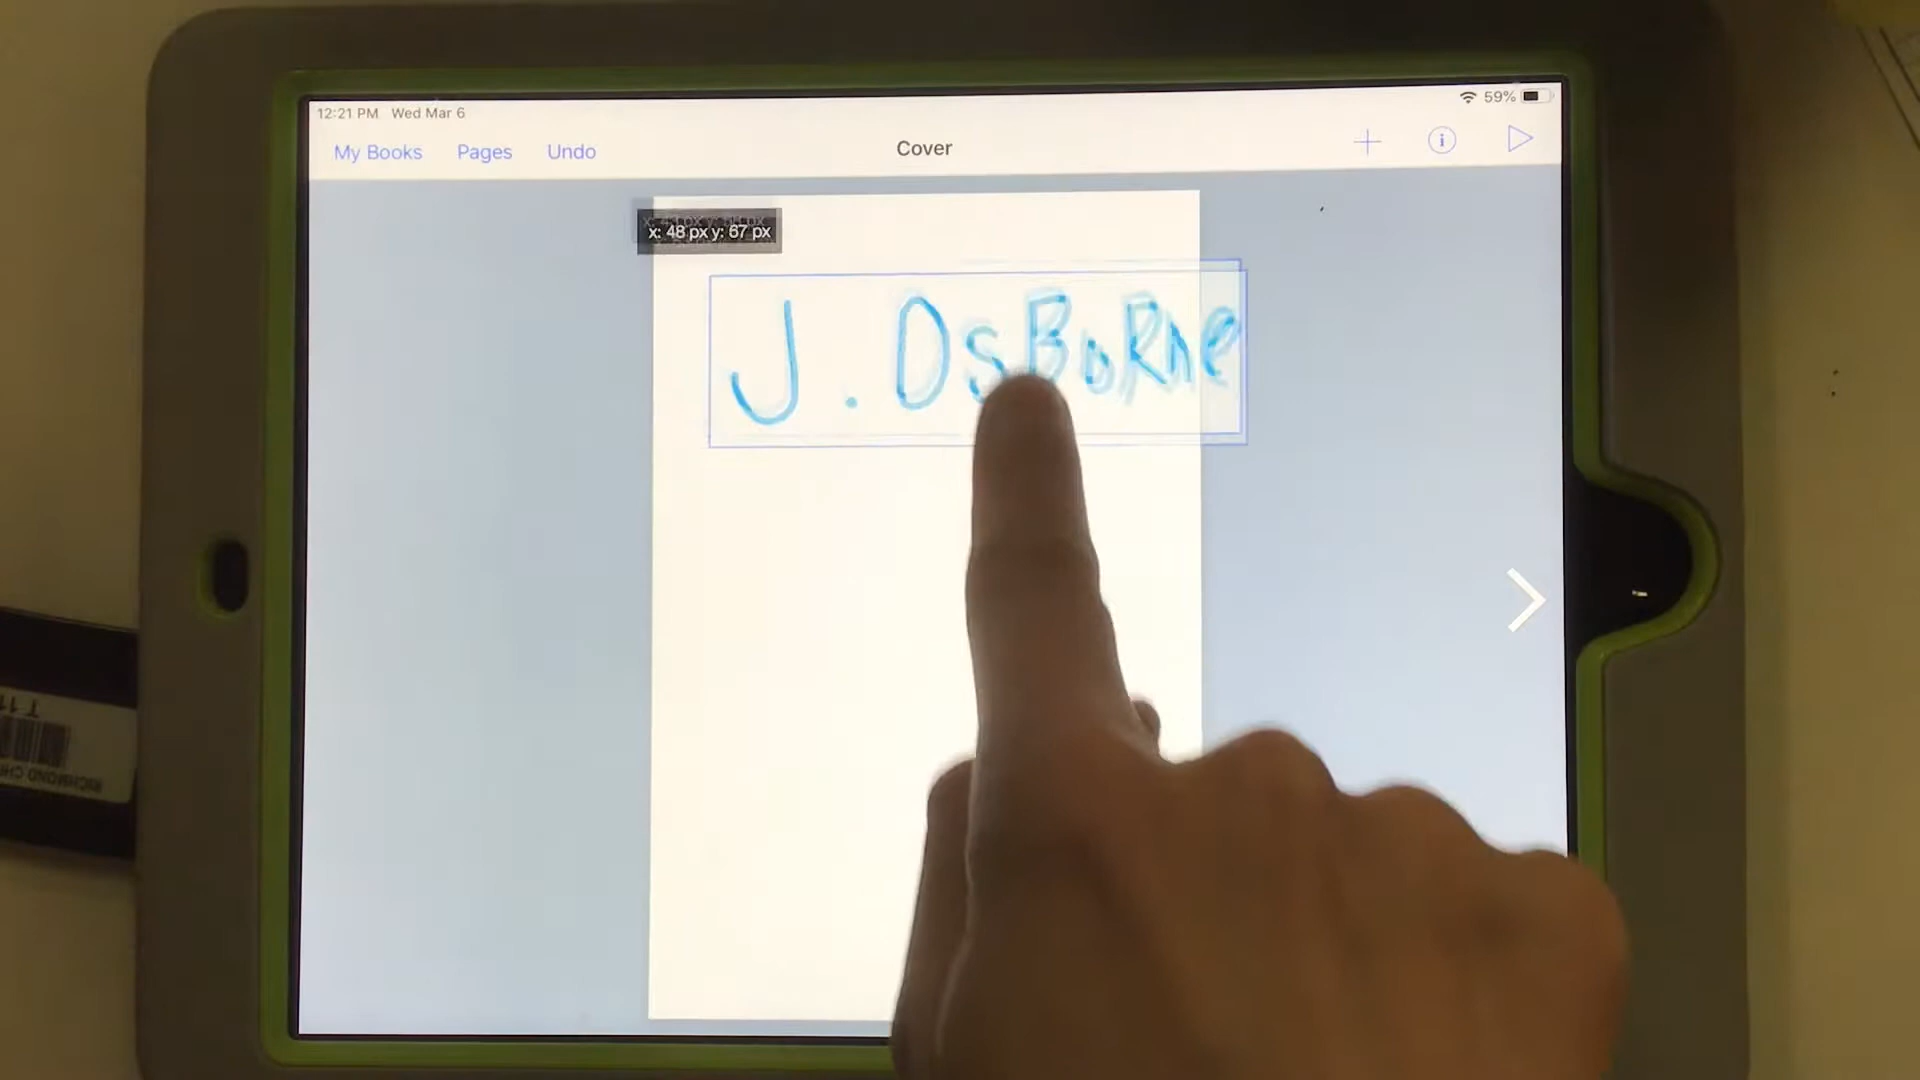 12:21 PM Wed Mar 6
59%
My Books Pages Undo
Cover
x: 48 px y: 67 px
J. OsBoRne